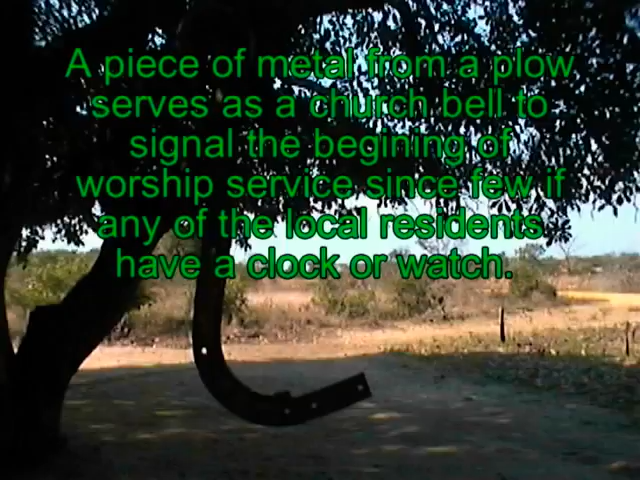 A piece of metal from a plow
serves as a church bell to
signal the begining of
worship service since few if
any of the local residents
have a clock or watch.